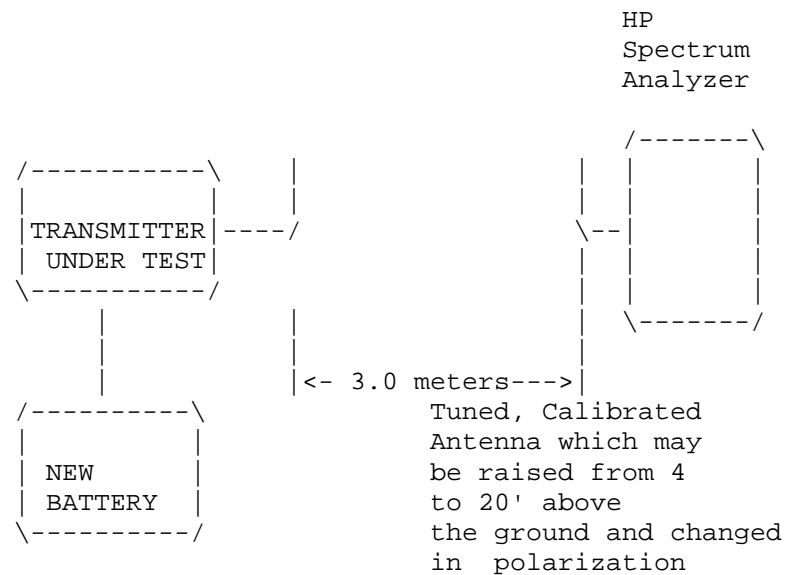 HP
Spectrum
Analyzer
TRANSMITTER
UNDER TEST
<- 3.0 meters--->
Tuned, Calibrated
Antenna which may
be raised from 4
to 20' above
the ground and changed
in polarization
NEW
BATTERY